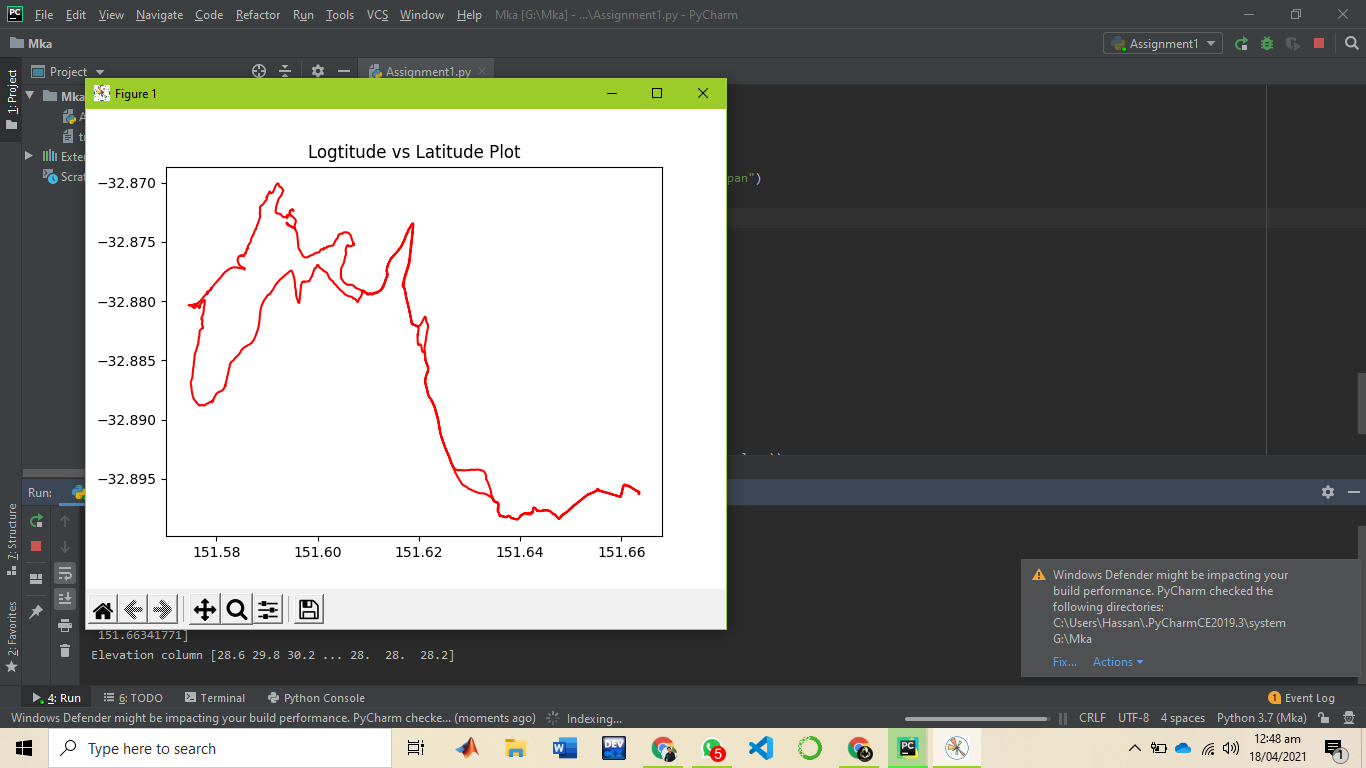 PC File Edit View Navigate Code Refactor Run Tools VCS Window Help Mka [G:\Mka] - ...\Assignment1.py - PyCharm
Mka
Assignment1
1: Project
Project
Assignment1.py
Mka
Figure 1
Logtitude vs Latitude Plot
−32.870
−32.875
−32.880
−32.885
−32.890
−32.895
151.58 151.60 151.62 151.64 151.66
pan")
Run:
7: Structure
2: Favorites
151.66341771]
Elevation column [28.6 29.8 30.2 ... 28. 28. 28.2]
Windows Defender might be impacting your
build performance. PyCharm checked the
following directories:
C:\Users\Hassan\.PyCharmCE2019.3\system
G:\Mka
Fix... Actions
4: Run 6: TODO Terminal Python Console
1 Event Log
Windows Defender might be impacting your build performance. PyCharm checke... (moments ago) Indexing... CRLF UTF-8 4 spaces Python 3.7 (Mka)
Type here to search
W
DEV
5
PC
12:48 am
18/04/2021
1